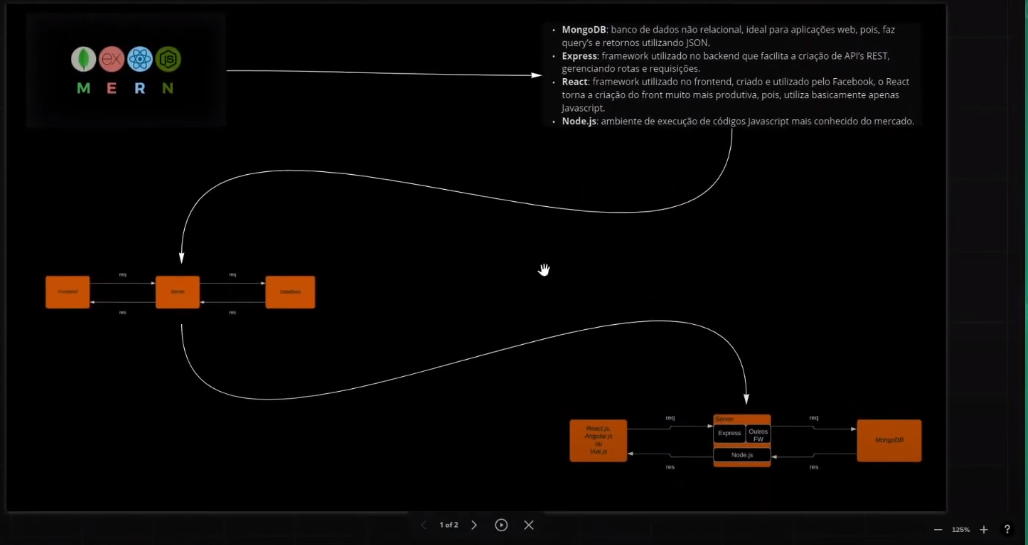 M E R N
• MongoDB: banco de dados não relacional, ideal para aplicações web, pois, faz
query's e retornos utilizando JSON.
• Express: framework utilizado no backend que facilita a criação de API's REST,
gerenciando rotas e requisições.
• React: framework utilizado no frontend, criado e utilizado pelo Facebook, o React
torna a criação do front muito mais produtiva, pois, utiliza basicamente apenas
Javascript.
• Node.js: ambiente de execução de códigos Javascript mais conhecido do mercado.
ex
req
req
Frontend
Server
DataBase
res
res
req
Server
req
React.js,
Angular.js
Vue.js
Express
Outros
FW
MongoDB
Node.js
res
res
1 of 2
125%
?